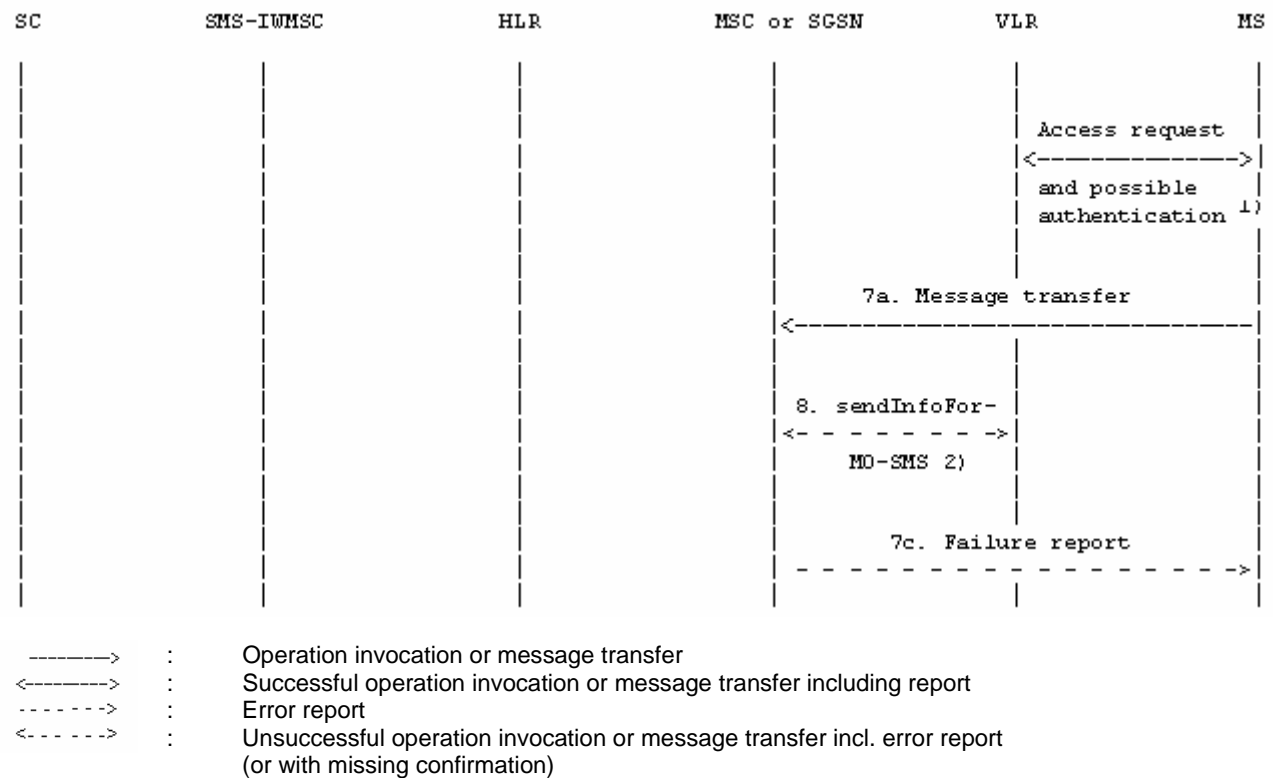 SC SMS-IWMSC HLR MSC or SGSN VLR MS
Access request
and possible
authentication 1)
7a. Message transfer
8. sendInfoFor-
MO-SMS 2)
7c. Failure report
: Operation invocation or message transfer
: Successful operation invocation or message transfer including report
: Error report
: Unsuccessful operation invocation or message transfer incl. error report
(or with missing confirmation)